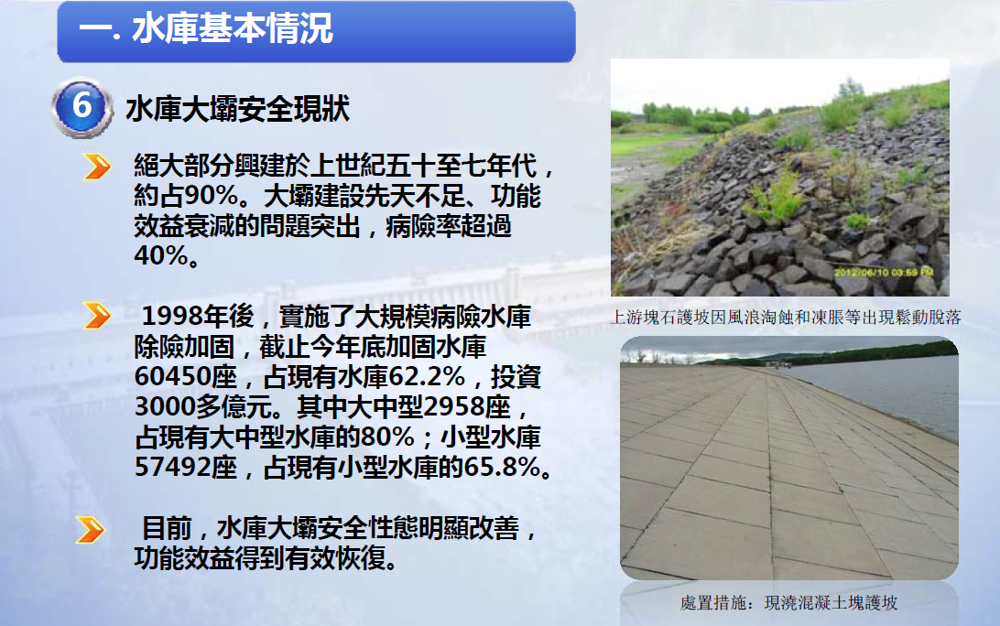 一. 水庫基本情況
6
水庫大壩安全現狀
絕大部分興建於上世紀五十至七年代，
約占90%。大壩建設先天不足、功能
效益衰減的問題突出，病險率超過
40%。
1998年後，實施了大規模病險水庫
除險加固，截止今年底加固水庫
60450座，占現有水庫62.2%，投資
3000多億元。其中大中型2958座，
占現有大中型水庫的80%；小型水庫
57492座，占現有小型水庫的65.8%。
目前，水庫大壩安全性態明顯改善，
功能效益得到有效恢復。
2012/06/10 03:59 PM
上游塊石護坡因風浪淘蝕和凍脹等出現鬆動脫落
處置措施：現澆混凝土塊護坡